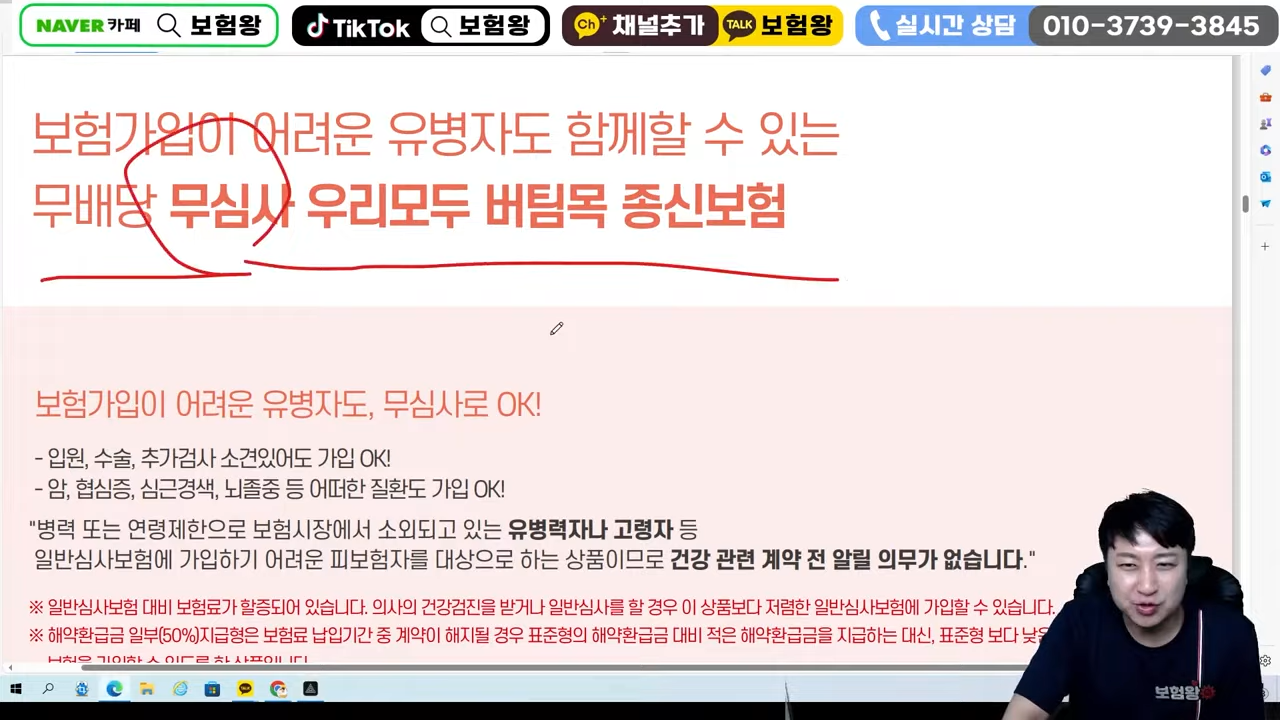 NAVER 카페 보험왕 TikTok 보험왕 Ch+ 채널추가 TALK 보험왕 실시간 상담 010-3739-3845
보험가입이 어려운 유병자도 함께할 수 있는
무배당 무심사 우리모두 버팀목 종신보험
보험가입이 어려운 유병자도, 무심사로 OK!
- 입원, 수술, 추가검사 소견있어도 가입 OK!
- 암, 협심증, 심근경색, 뇌졸중 등 어떠한 질환도 가입 OK!
"병력 또는 연령제한으로 보험시장에서 소외되고 있는 유병력자나 고령자 등
일반심사보험에 가입하기 어려운 피보험자를 대상으로 하는 상품이므로 건강 관련 계약 전 알릴 의무가 없습니다."
※ 일반심사보험 대비 보험료가 할증되어 있습니다. 의사의 건강검진을 받거나 일반심사를 할 경우 이 상품보다 저렴한 일반심사보험에 가입할 수 있습니다.
※ 해약환급금 일부(50%)지급형은 보험료 납입기간 중 계약이 해지될 경우 표준형의 해약환급금 대비 적은 해약환급금을 지급하는 대신, 표준형 보다 낮은
보험왕